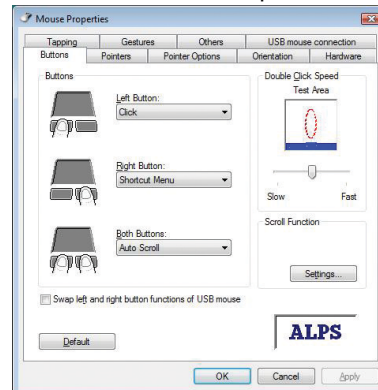 Mouse Properties
Tapping Gestures Others USB mouse connection
Buttons Pointers Pointer Options Orientation Hardware
Buttons
Left Button:
Click
Right Button:
Shortcut Menu
Both Buttons:
Auto Scroll
Swap left and right button functions of USB mouse
Default
Double Click Speed
Test Area
Slow Fast
Scroll Function
Settings...
ALPS
OK Cancel Apply